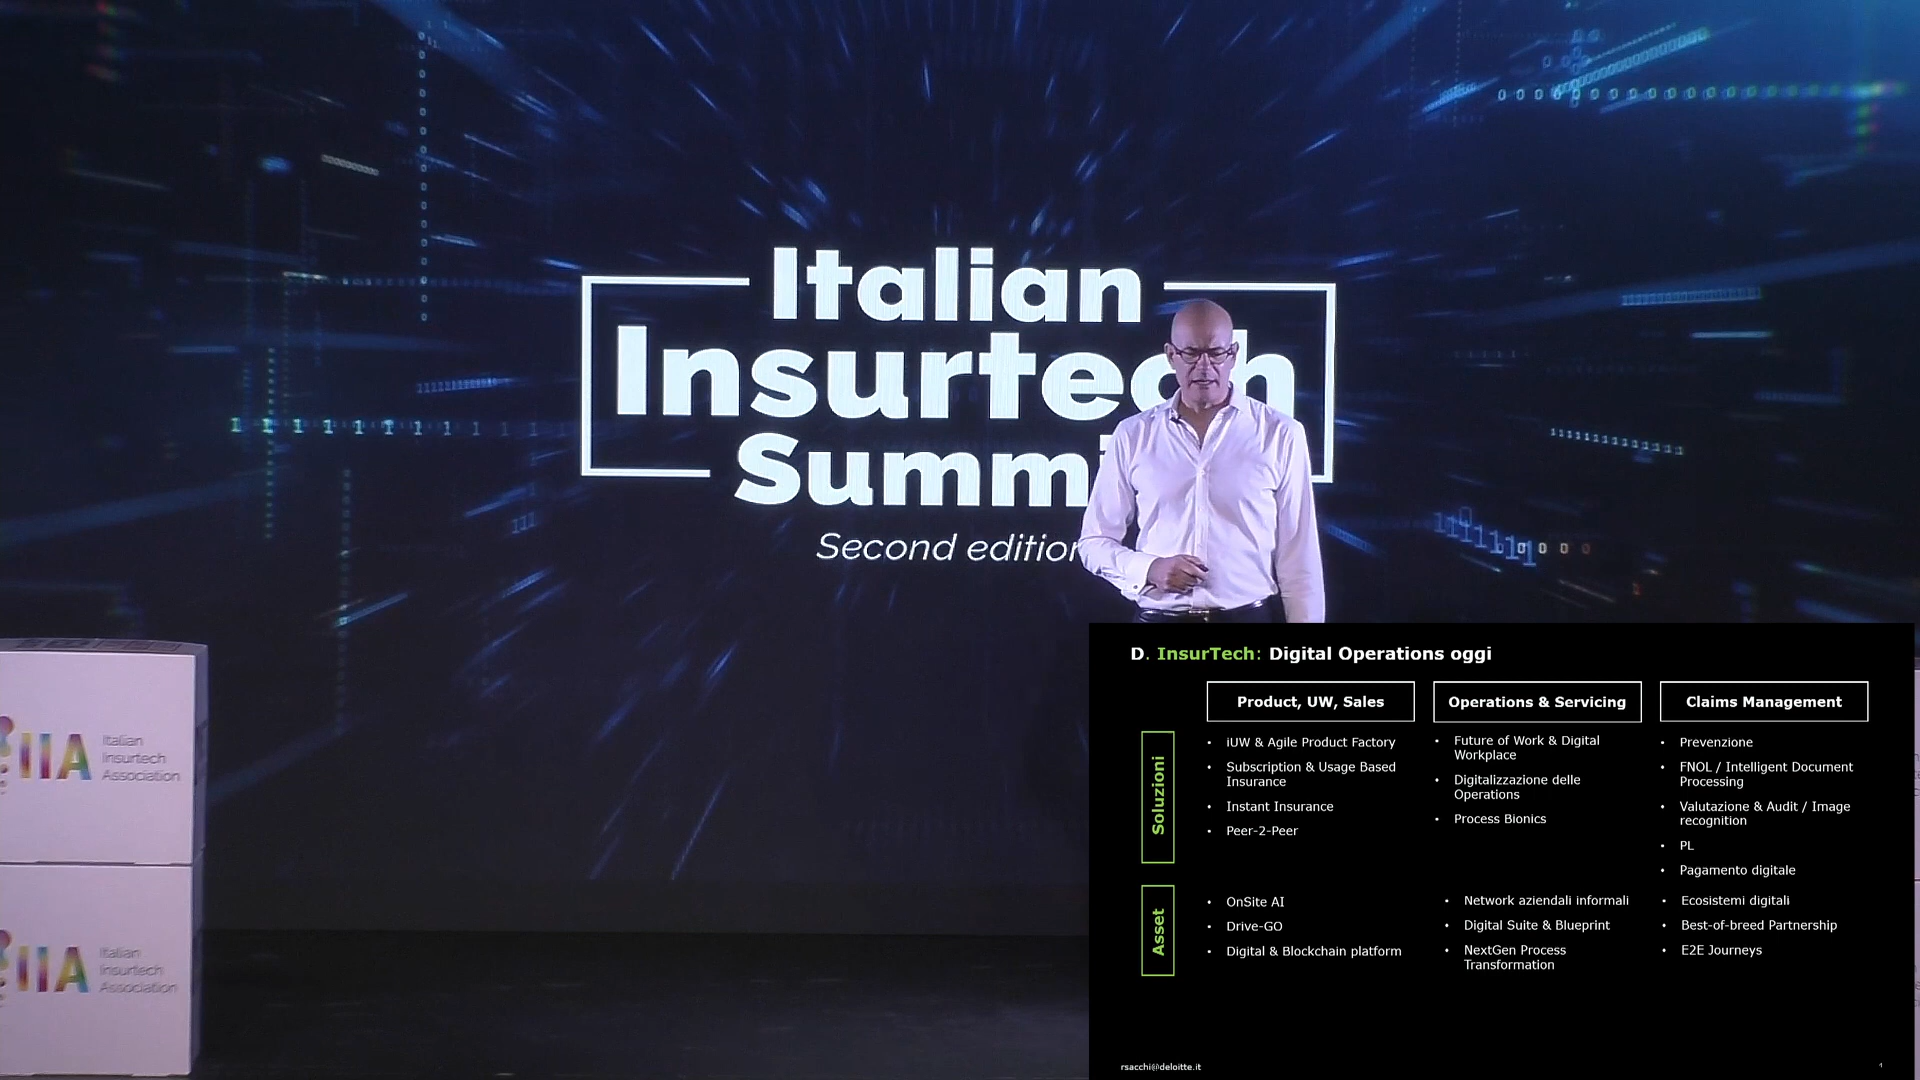 Italian
Insurtech
Summi
Second edition
IIA
Italian
Insurtech
Association
IIA
Italian
Insurtech
Association
D. InsurTech: Digital Operations oggi
Product, UW, Sales
Operations & Servicing
Claims Management
Soluzioni
• iUW & Agile Product Factory
• Subscription & Usage Based
Insurance
• Instant Insurance
• Peer-2-Peer
• Future of Work & Digital
Workplace
• Digitalizzazione delle
Operations
• Process Bionics
• Prevenzione
• FNOL / Intelligent Document
Processing
• Valutazione & Audit / Image
recognition
• PL
• Pagamento digitale
Asset
• OnSite AI
• Drive-GO
• Digital & Blockchain platform
• Network aziendali informali
• Digital Suite & Blueprint
• NextGen Process
Transformation
• Ecosistemi digitali
• Best-of-breed Partnership
• E2E Journeys
rsacchi@deloitte.it